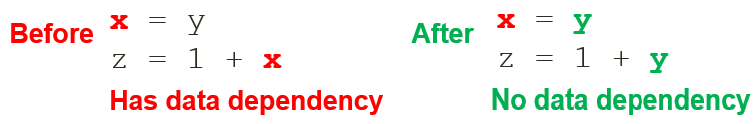 Before x = y
z = 1 + x
Has data dependency
After x = y
z = 1 + y
No data dependency